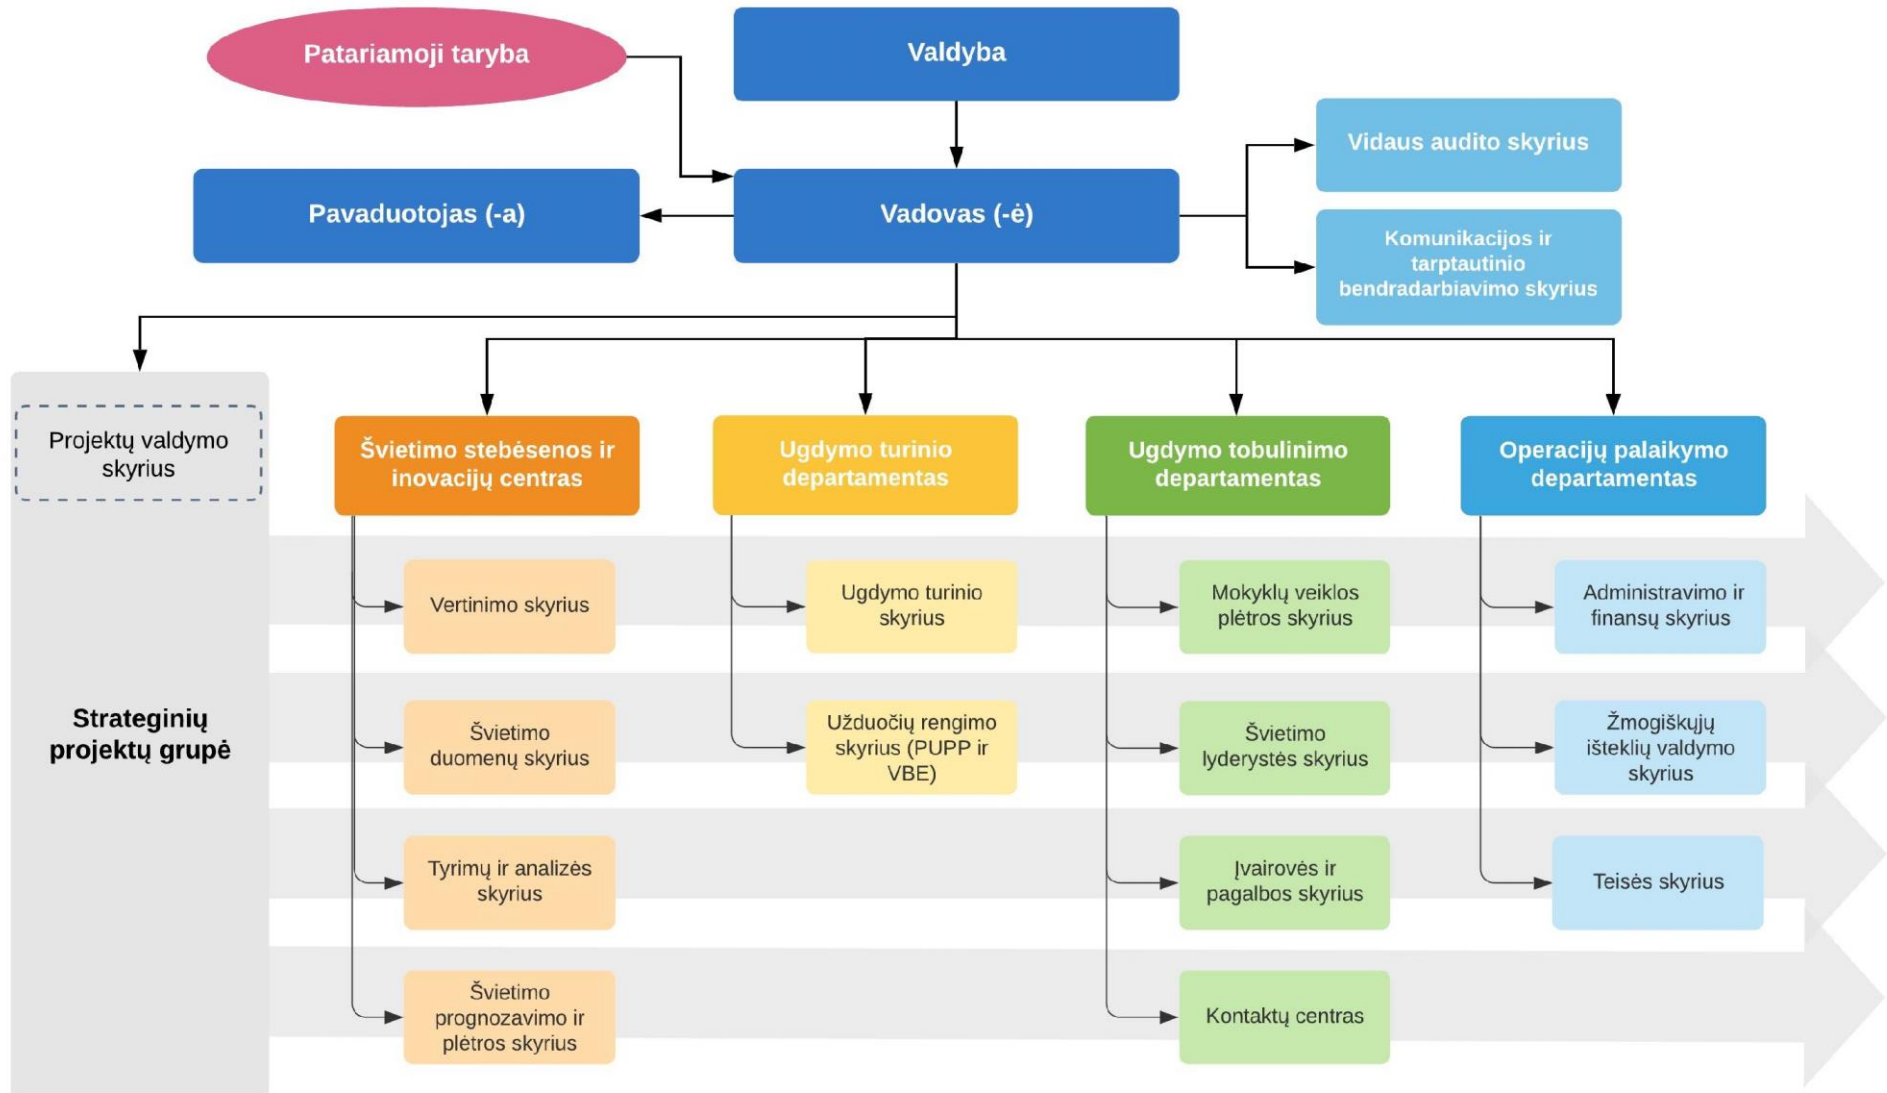 Patariamoji taryba
Valdyba
Vidaus audito skyrius
Pavaduotojas (-a)
Vadovas (-ė)
Komunikacijos ir
tarptautinio
bendradarbiavimo skyrius
Projektų valdymo
skyrius
Strateginių
projektų grupė
Švietimo stebėsenos ir
inovacijų centras
Vertinimo skyrius
Švietimo
duomenų skyrius
Tyrimų ir analizės
skyrius
Švietimo
prognozavimo ir
plėtros skyrius
Ugdymo turinio
departamentas
Ugdymo turinio
skyrius
Užduočių rengimo
skyrius (PUPP ir
VBE)
Ugdymo tobulinimo
departamentas
Mokyklų veiklos
plėtros skyrius
Švietimo
lyderystės skyrius
Įvairovės ir
pagalbos skyrius
Kontaktų centras
Operacijų palaikymo
departamentas
Administravimo ir
finansų skyrius
Žmogiškųjų
išteklių valdymo
skyrius
Teisės skyrius